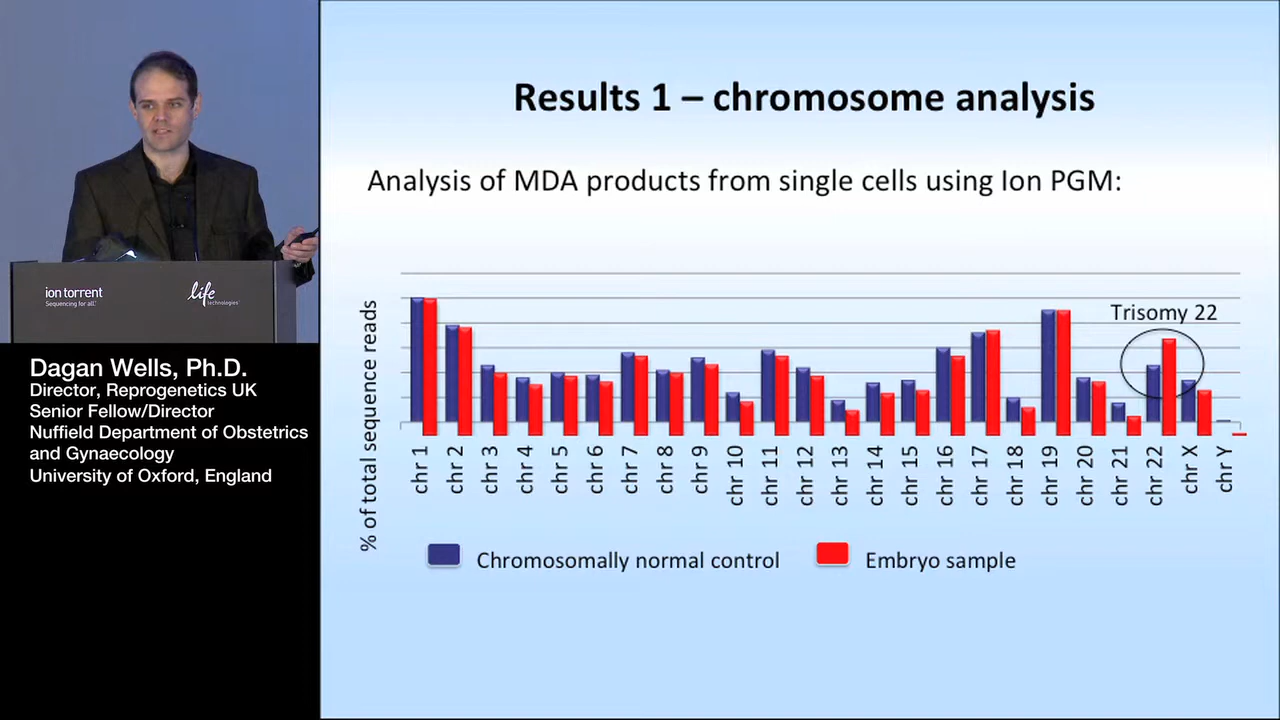 ion torrent
Sequencing for all.
life
technologies
Dagan Wells, Ph.D.
Director, Reprogenetics UK
Senior Fellow/Director
Nuffield Department of Obstetrics
and Gynaecology
University of Oxford, England
Results 1 – chromosome analysis
Analysis of MDA products from single cells using Ion PGM:
% of total sequence reads
Trisomy 22
chr 1
chr 2
chr 3
chr 4
chr 5
chr 6
chr 7
chr 8
chr 9
chr 10
chr 11
chr 12
chr 13
chr 14
chr 15
chr 16
chr 17
chr 18
chr 19
chr 20
chr 21
chr 22
chr X
chr Y
Chromosomally normal control
Embryo sample